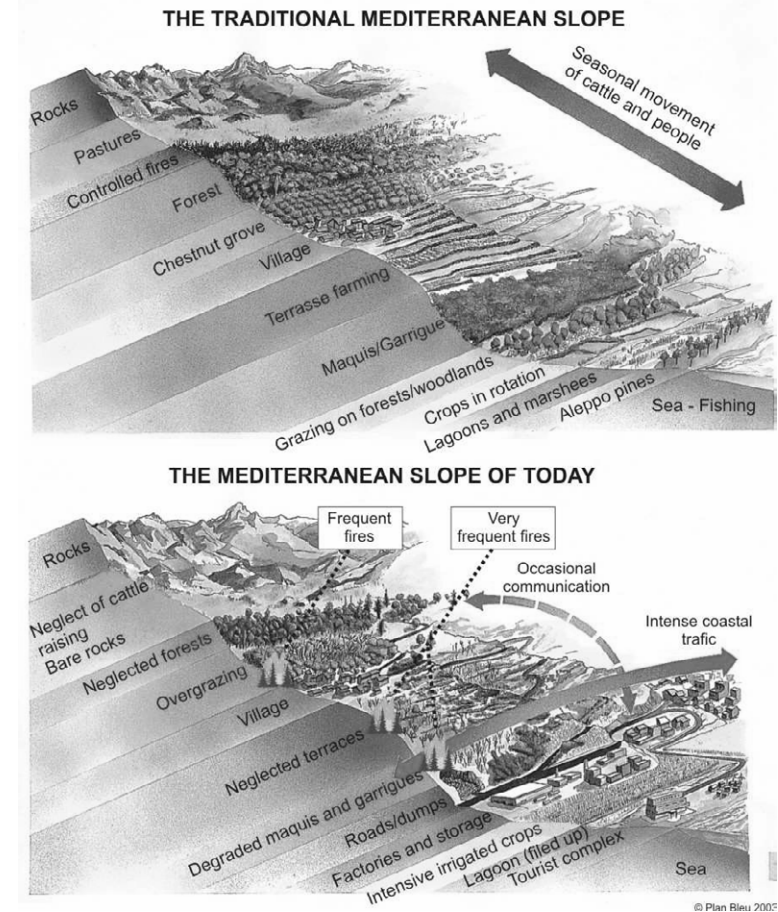 THE TRADITIONAL MEDITERRANEAN SLOPE
Seasonal movement
of cattle and people
Rocks
Pastures
Controlled fires
Forest
Chestnut grove
Village
Terrasse farming
Maquis/Garrigue
Grazing on forests/woodlands
Crops in rotation
Lagoons and marshees
Aleppo pines
Sea - Fishing
THE MEDITERRANEAN SLOPE OF TODAY
Frequent
fires
Very
frequent fires
Occasional
communication
Intense coastal
trafic
Rocks
Neglect of cattle
raising
Bare rocks
Neglected forests
Overgrazing
Village
Neglected terraces
Degraded maquis and garrigues
Roads/dumps
Factories and storage
Intensive irrigated crops
Lagoon (filed up)
Tourist complex
Sea
© Plan Bleu 2003